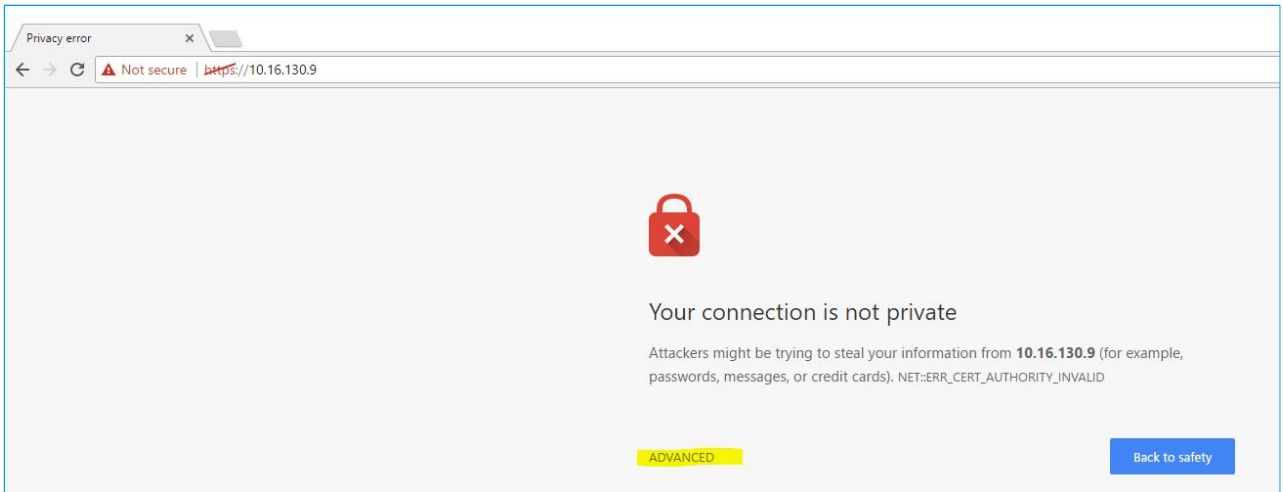 Privacy error
Not secure | https://10.16.130.9
Your connection is not private
Attackers might be trying to steal your information from 10.16.130.9 (for example,
passwords, messages, or credit cards). NET::ERR_CERT_AUTHORITY_INVALID
ADVANCED Back to safety